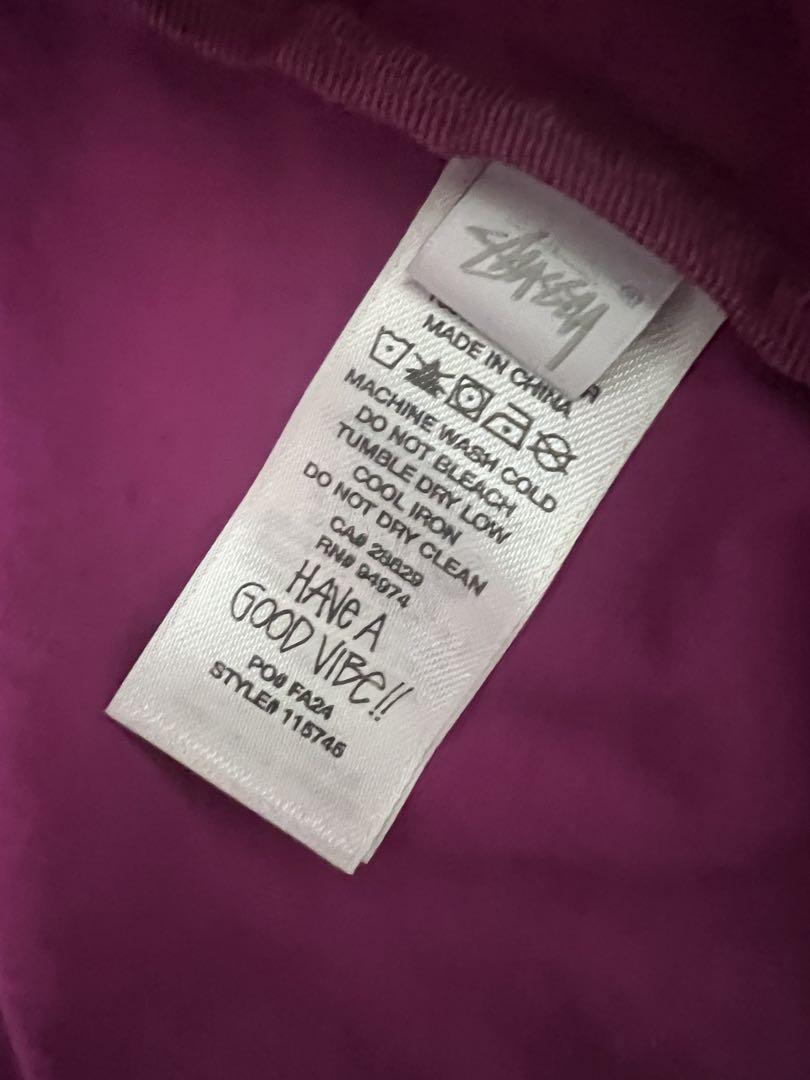 Stüssy ®
MADE IN CHINA
MACHINE WASH COLD
DO NOT BLEACH
TUMBLE DRY LOW
COOL IRON
DO NOT DRY CLEAN
CA# 28629
RN# 94974
HAVE A
GOOD VIBE!!
PO# FA24
STYLE# 115745